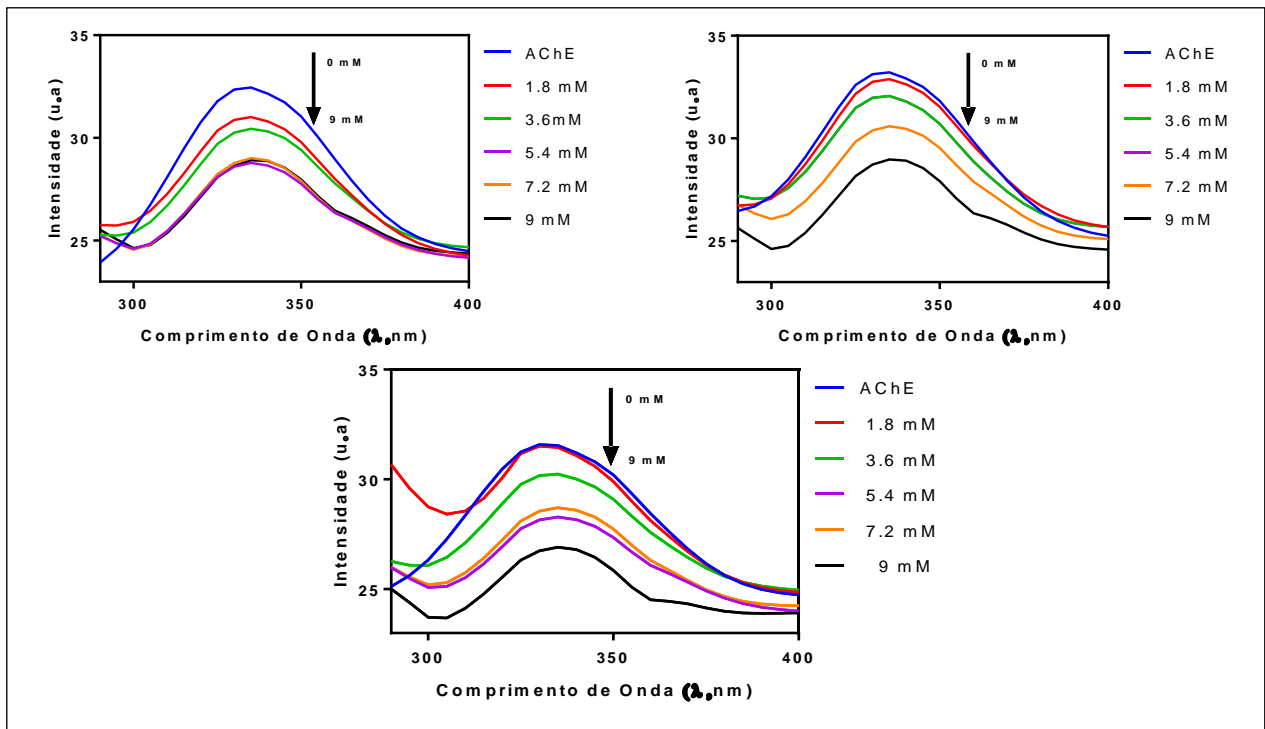 35
30
25
Intensidade (u.a)
300 350 400
Comprimento de Onda (λ,nm)
0 mM
9 mM
AChE
1.8 mM
3.6mM
5.4 mM
7.2 mM
9 mM
35
30
25
Intensidade (u.a)
300 350 400
Comprimento de Onda (λ,nm)
0 mM
9 mM
AChE
1.8 mM
3.6 mM
5.4 mM
7.2 mM
9 mM
35
30
25
Intensidade (u.a)
300 350 400
Comprimento de Onda (λ,nm)
0 mM
9 mM
AChE
1.8 mM
3.6 mM
5.4 mM
7.2 mM
9 mM